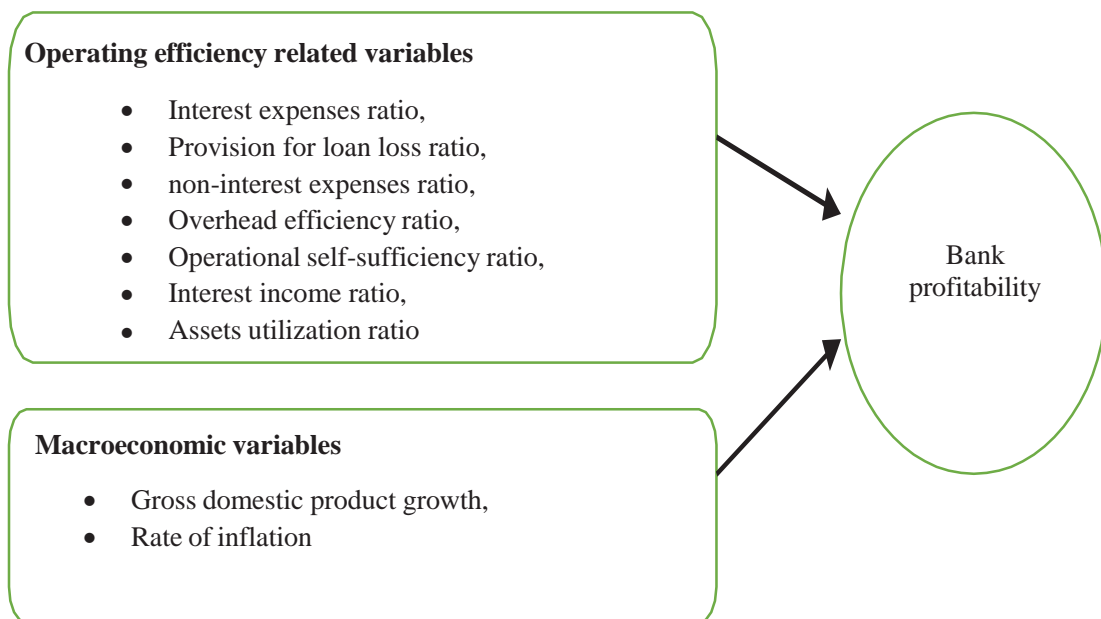 Operating efficiency related variables
• Interest expenses ratio,
• Provision for loan loss ratio,
• non-interest expenses ratio,
• Overhead efficiency ratio,
• Operational self-sufficiency ratio,
• Interest income ratio,
• Assets utilization ratio
Bank
profitability
Macroeconomic variables
• Gross domestic product growth,
• Rate of inflation